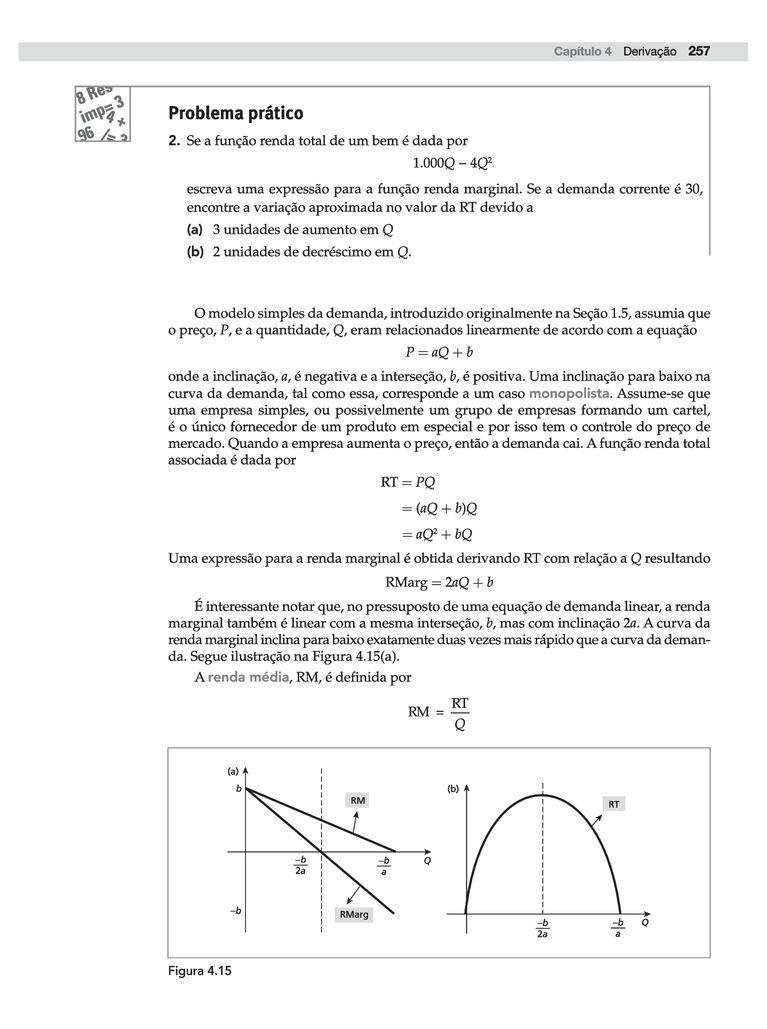 Capítulo 4 Derivação 257
8 Res
imp= 3
4 +
96 /= 3
Problema prático
2. Se a função renda total de um bem é dada por
1.000Q – 4Q²
escreva uma expressão para a função renda marginal. Se a demanda corrente é 30,
encontre a variação aproximada no valor da RT devido a
(a) 3 unidades de aumento em Q
(b) 2 unidades de decréscimo em Q.
O modelo simples da demanda, introduzido originalmente na Seção 1.5, assumia que
o preço, P, e a quantidade, Q, eram relacionados linearmente de acordo com a equação
P = aQ + b
onde a inclinação, a, é negativa e a interseção, b, é positiva. Uma inclinação para baixo na
curva da demanda, tal como essa, corresponde a um caso monopolista. Assume-se que
uma empresa simples, ou possivelmente um grupo de empresas formando um cartel,
é o único fornecedor de um produto em especial e por isso tem o controle do preço de
mercado. Quando a empresa aumenta o preço, então a demanda cai. A função renda total
associada é dada por
RT = PQ
= (aQ + b)Q
= aQ² + bQ
Uma expressão para a renda marginal é obtida derivando RT com relação a Q resultando
RMarg = 2aQ + b
É interessante notar que, no pressuposto de uma equação de demanda linear, a renda
marginal também é linear com a mesma interseção, b, mas com inclinação 2a. A curva da
renda marginal inclina para baixo exatamente duas vezes mais rápido que a curva da deman-
da. Segue ilustração na Figura 4.15(a).
A renda média, RM, é definida por
RM = RT
Q
(a)
b
RM
–b
2a
–b
a
Q
–b
RMarg
(b)
RT
–b
2a
–b
a
Q
Figura 4.15